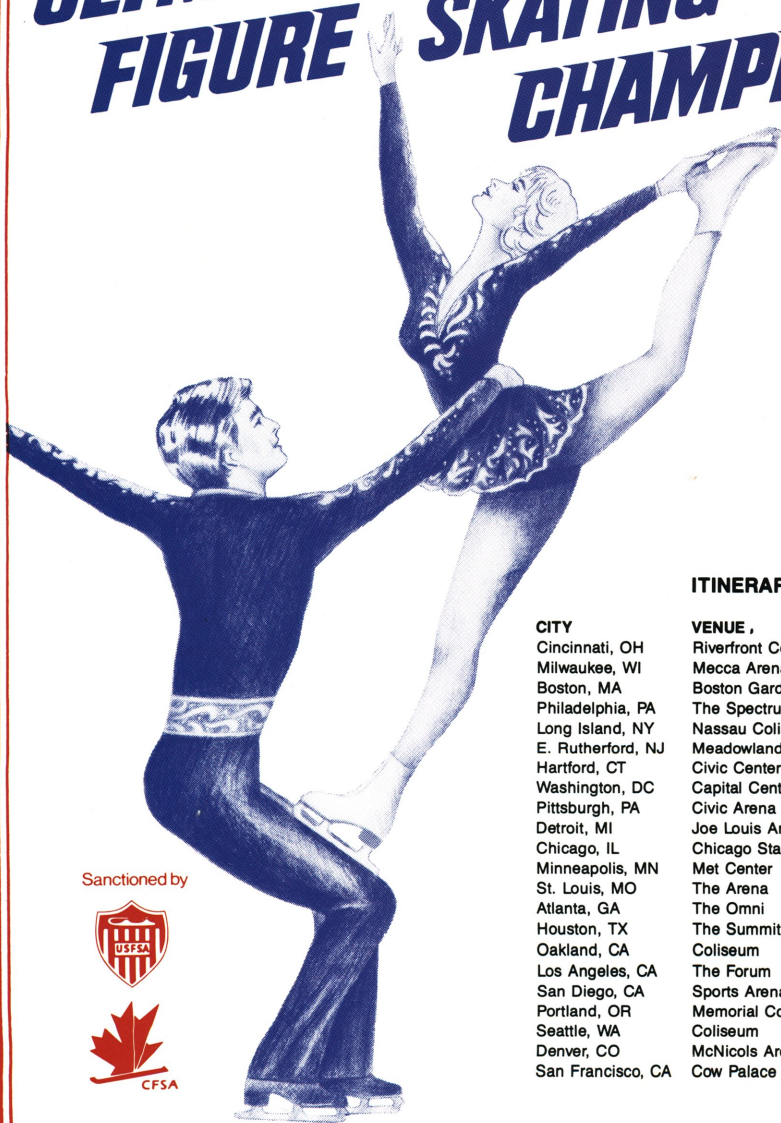 FIGURE SKATING
CHAMPI
ITINERAR
CITY VENUE,
Cincinnati, OH Riverfront Co
Milwaukee, WI Mecca Arena
Boston, MA Boston Gard
Philadelphia, PA The Spectru
Long Island, NY Nassau Coli
E. Rutherford, NJ Meadowland
Hartford, CT Civic Center
Washington, DC Capital Cent
Pittsburgh, PA Civic Arena
Detroit, MI Joe Louis Ar
Chicago, IL Chicago Sta
Minneapolis, MN Met Center
St. Louis, MO The Arena
Atlanta, GA The Omni
Houston, TX The Summit
Oakland, CA Coliseum
Los Angeles, CA The Forum
San Diego, CA Sports Arena
Portland, OR Memorial Co
Seattle, WA Coliseum
Denver, CO McNicols Are
San Francisco, CA Cow Palace
Sanctioned by
USFSA
CFSA